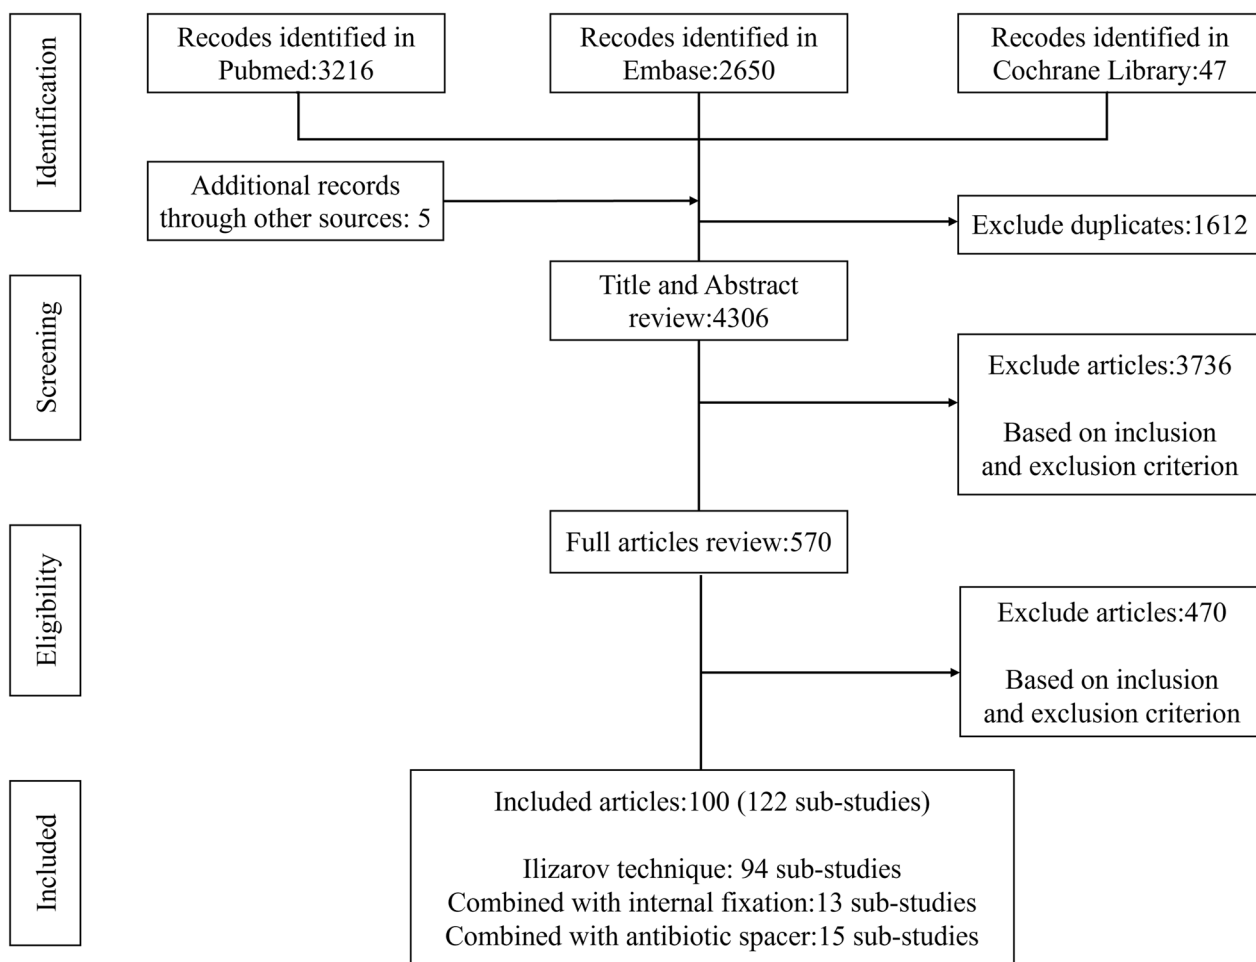 Identification
Recodes identified in
Pubmed:3216
Recodes identified in
Embase:2650
Recodes identified in
Cochrane Library:47
Additional records
through other sources: 5
Exclude duplicates:1612
Screening
Title and Abstract
review:4306
Exclude articles:3736
Based on inclusion
and exclusion criterion
Eligibility
Full articles review:570
Exclude articles:470
Based on inclusion
and exclusion criterion
Included
Included articles:100 (122 sub-studies)
Ilizarov technique: 94 sub-studies
Combined with internal fixation:13 sub-studies
Combined with antibiotic spacer:15 sub-studies